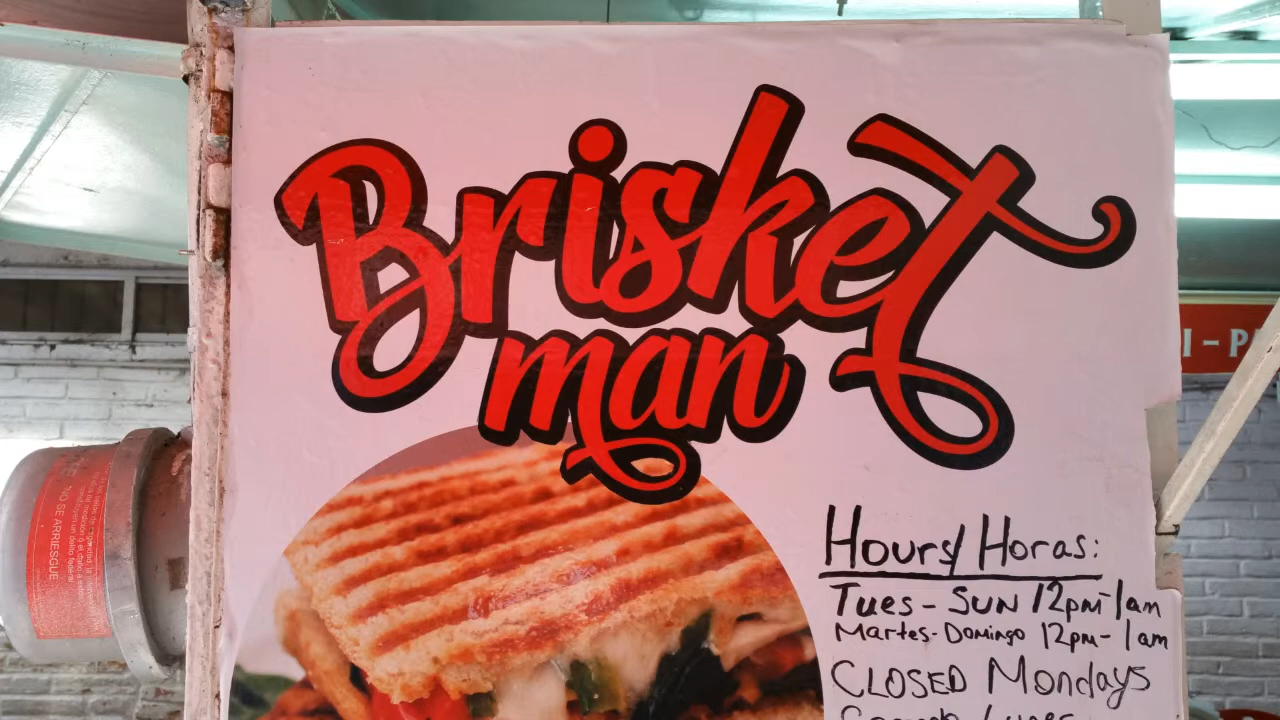 Brisket
man
Hours/Horas:
Tues - SUN 12pm-1am
Martes-Domingo 12pm-1am
CLOSED Mondays
NO SE ARRIESGUE